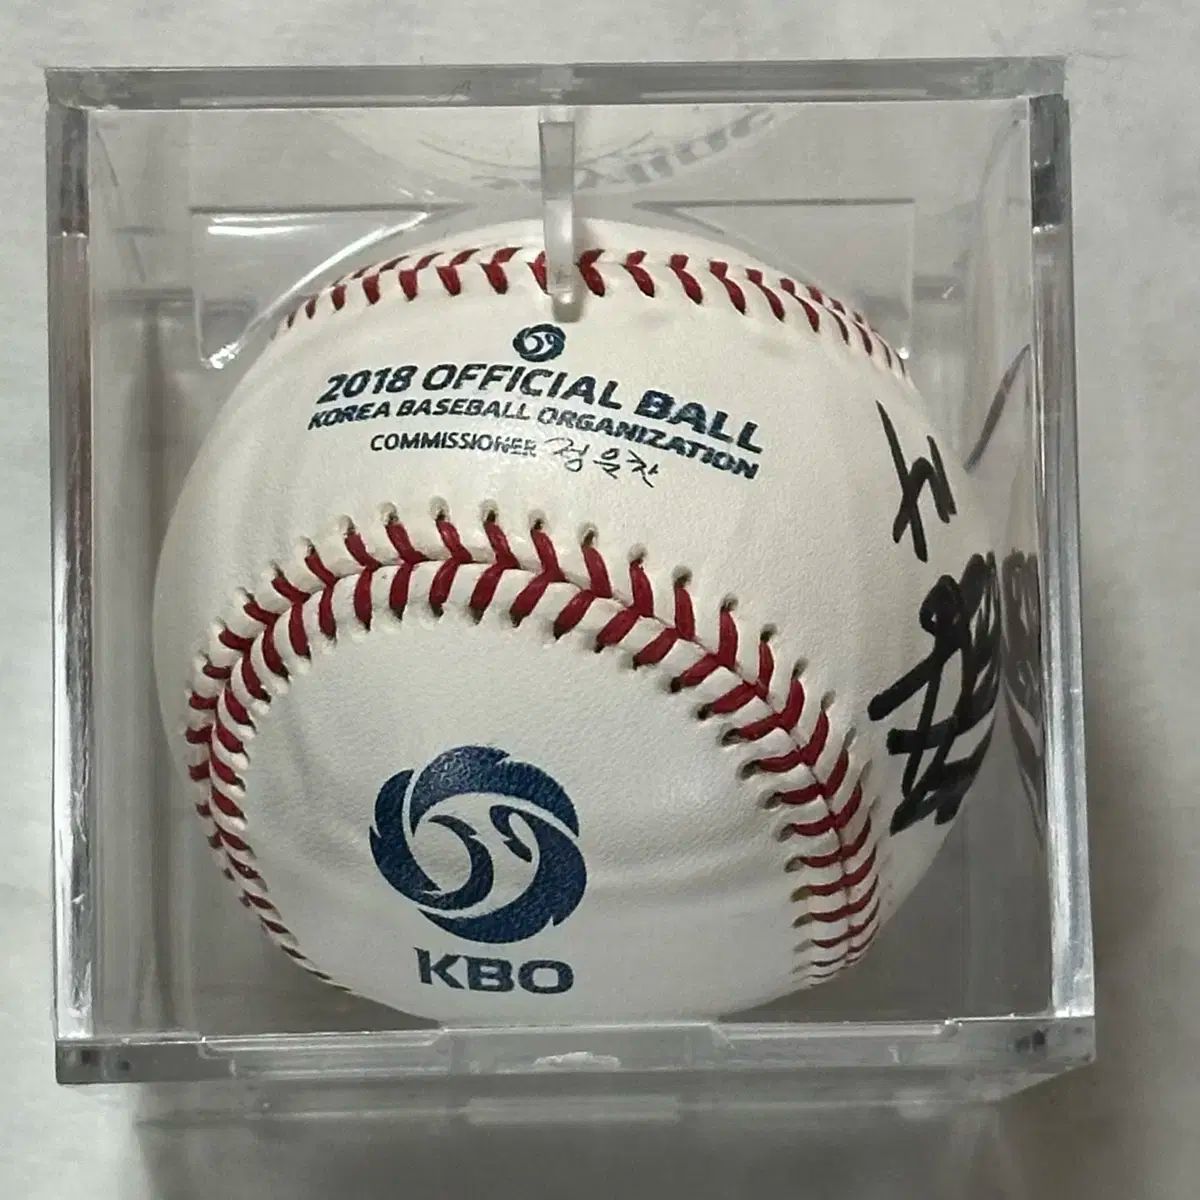 2018 OFFICIAL BALL
KOREA BASEBALL ORGANIZATION
COMMISSIONER 정운찬
KBO